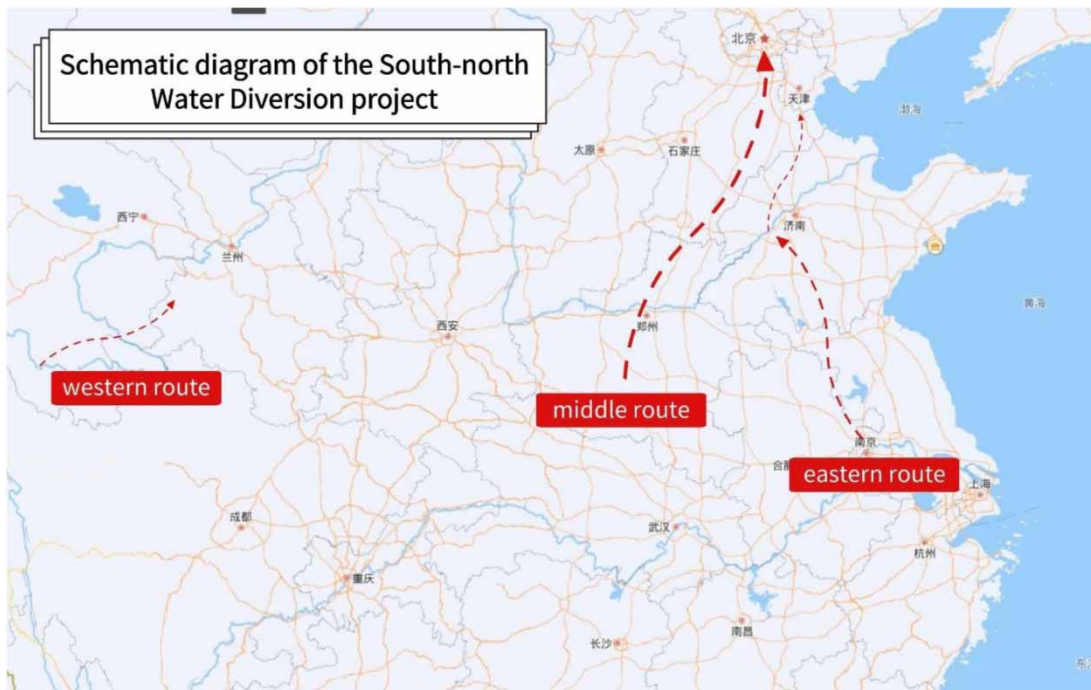 Schematic diagram of the South-north
Water Diversion project
北京
天津
渤海
太原
石家庄
济南
西宁
兰州
黄海
西安
郑州
western route
middle route
南京
合肥
eastern route
上海
成都
武汉
杭州
重庆
南昌
长沙
东